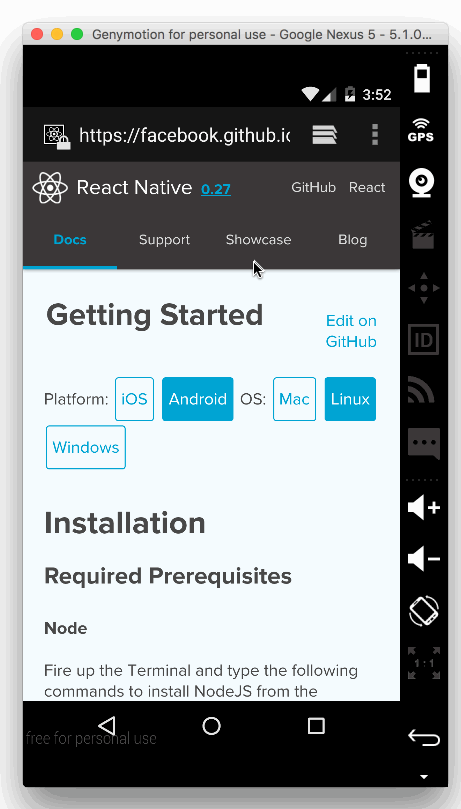 Genymotion for personal use - Google Nexus 5 - 5.1.0...
3:52
https://facebook.github.io
GPS
React Native 0.27 GitHub React
Docs Support Showcase Blog
Getting Started
Edit on
GitHub
Platform: iOS Android OS: Mac Linux
Windows
ID
Installation
Required Prerequisites
Node
Fire up the Terminal and type the following
commands to install NodeJS from the
1:1
free for personal use